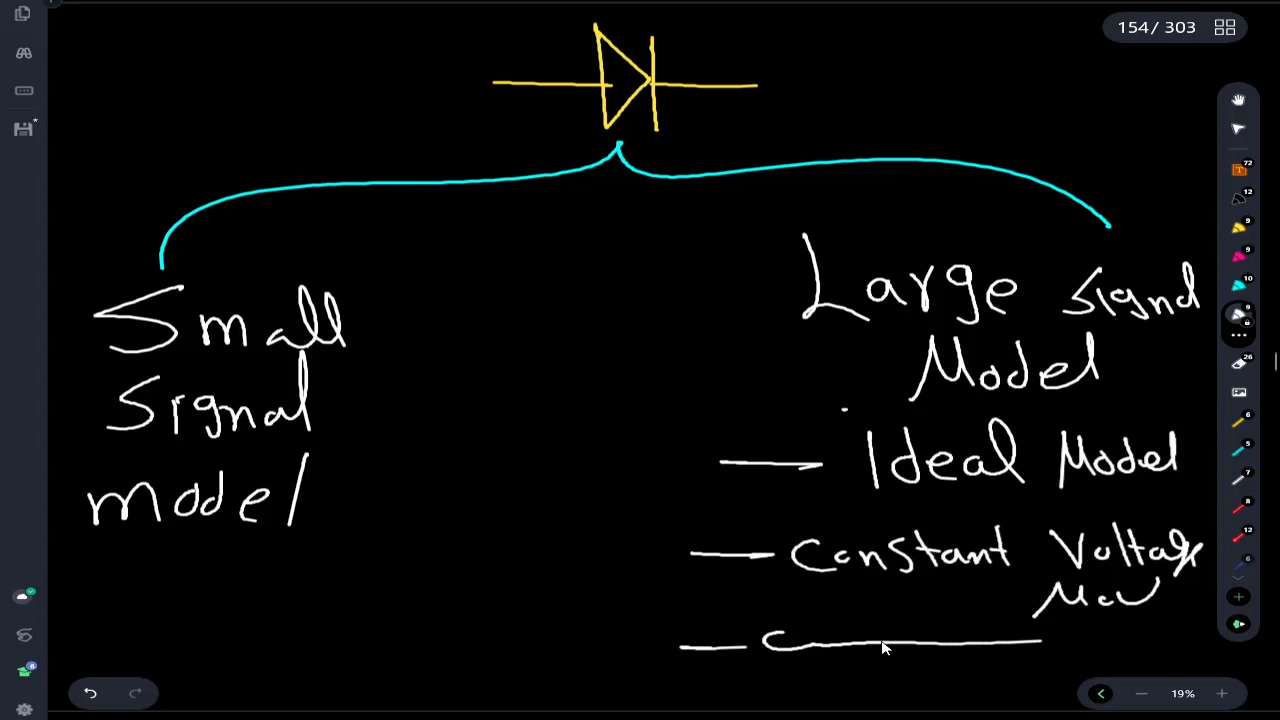 154 / 303
Small
Signal
model
Large Signal
Model
Ideal Model
Constant Voltage
19%